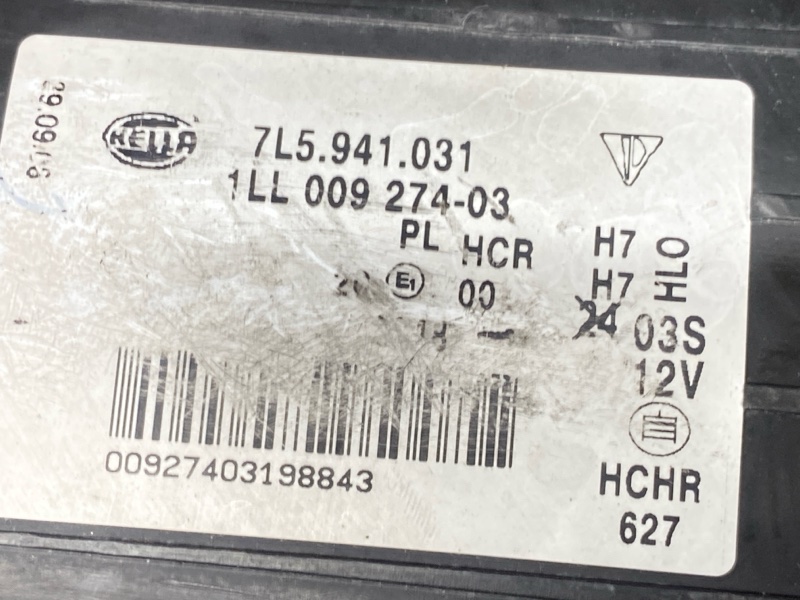 HELLA
7L5.941.031
1LL 009 274-03
PL HCR
E1 00
H7
H7
HLO
24 03S
12V
00927403198843
HCHR
627